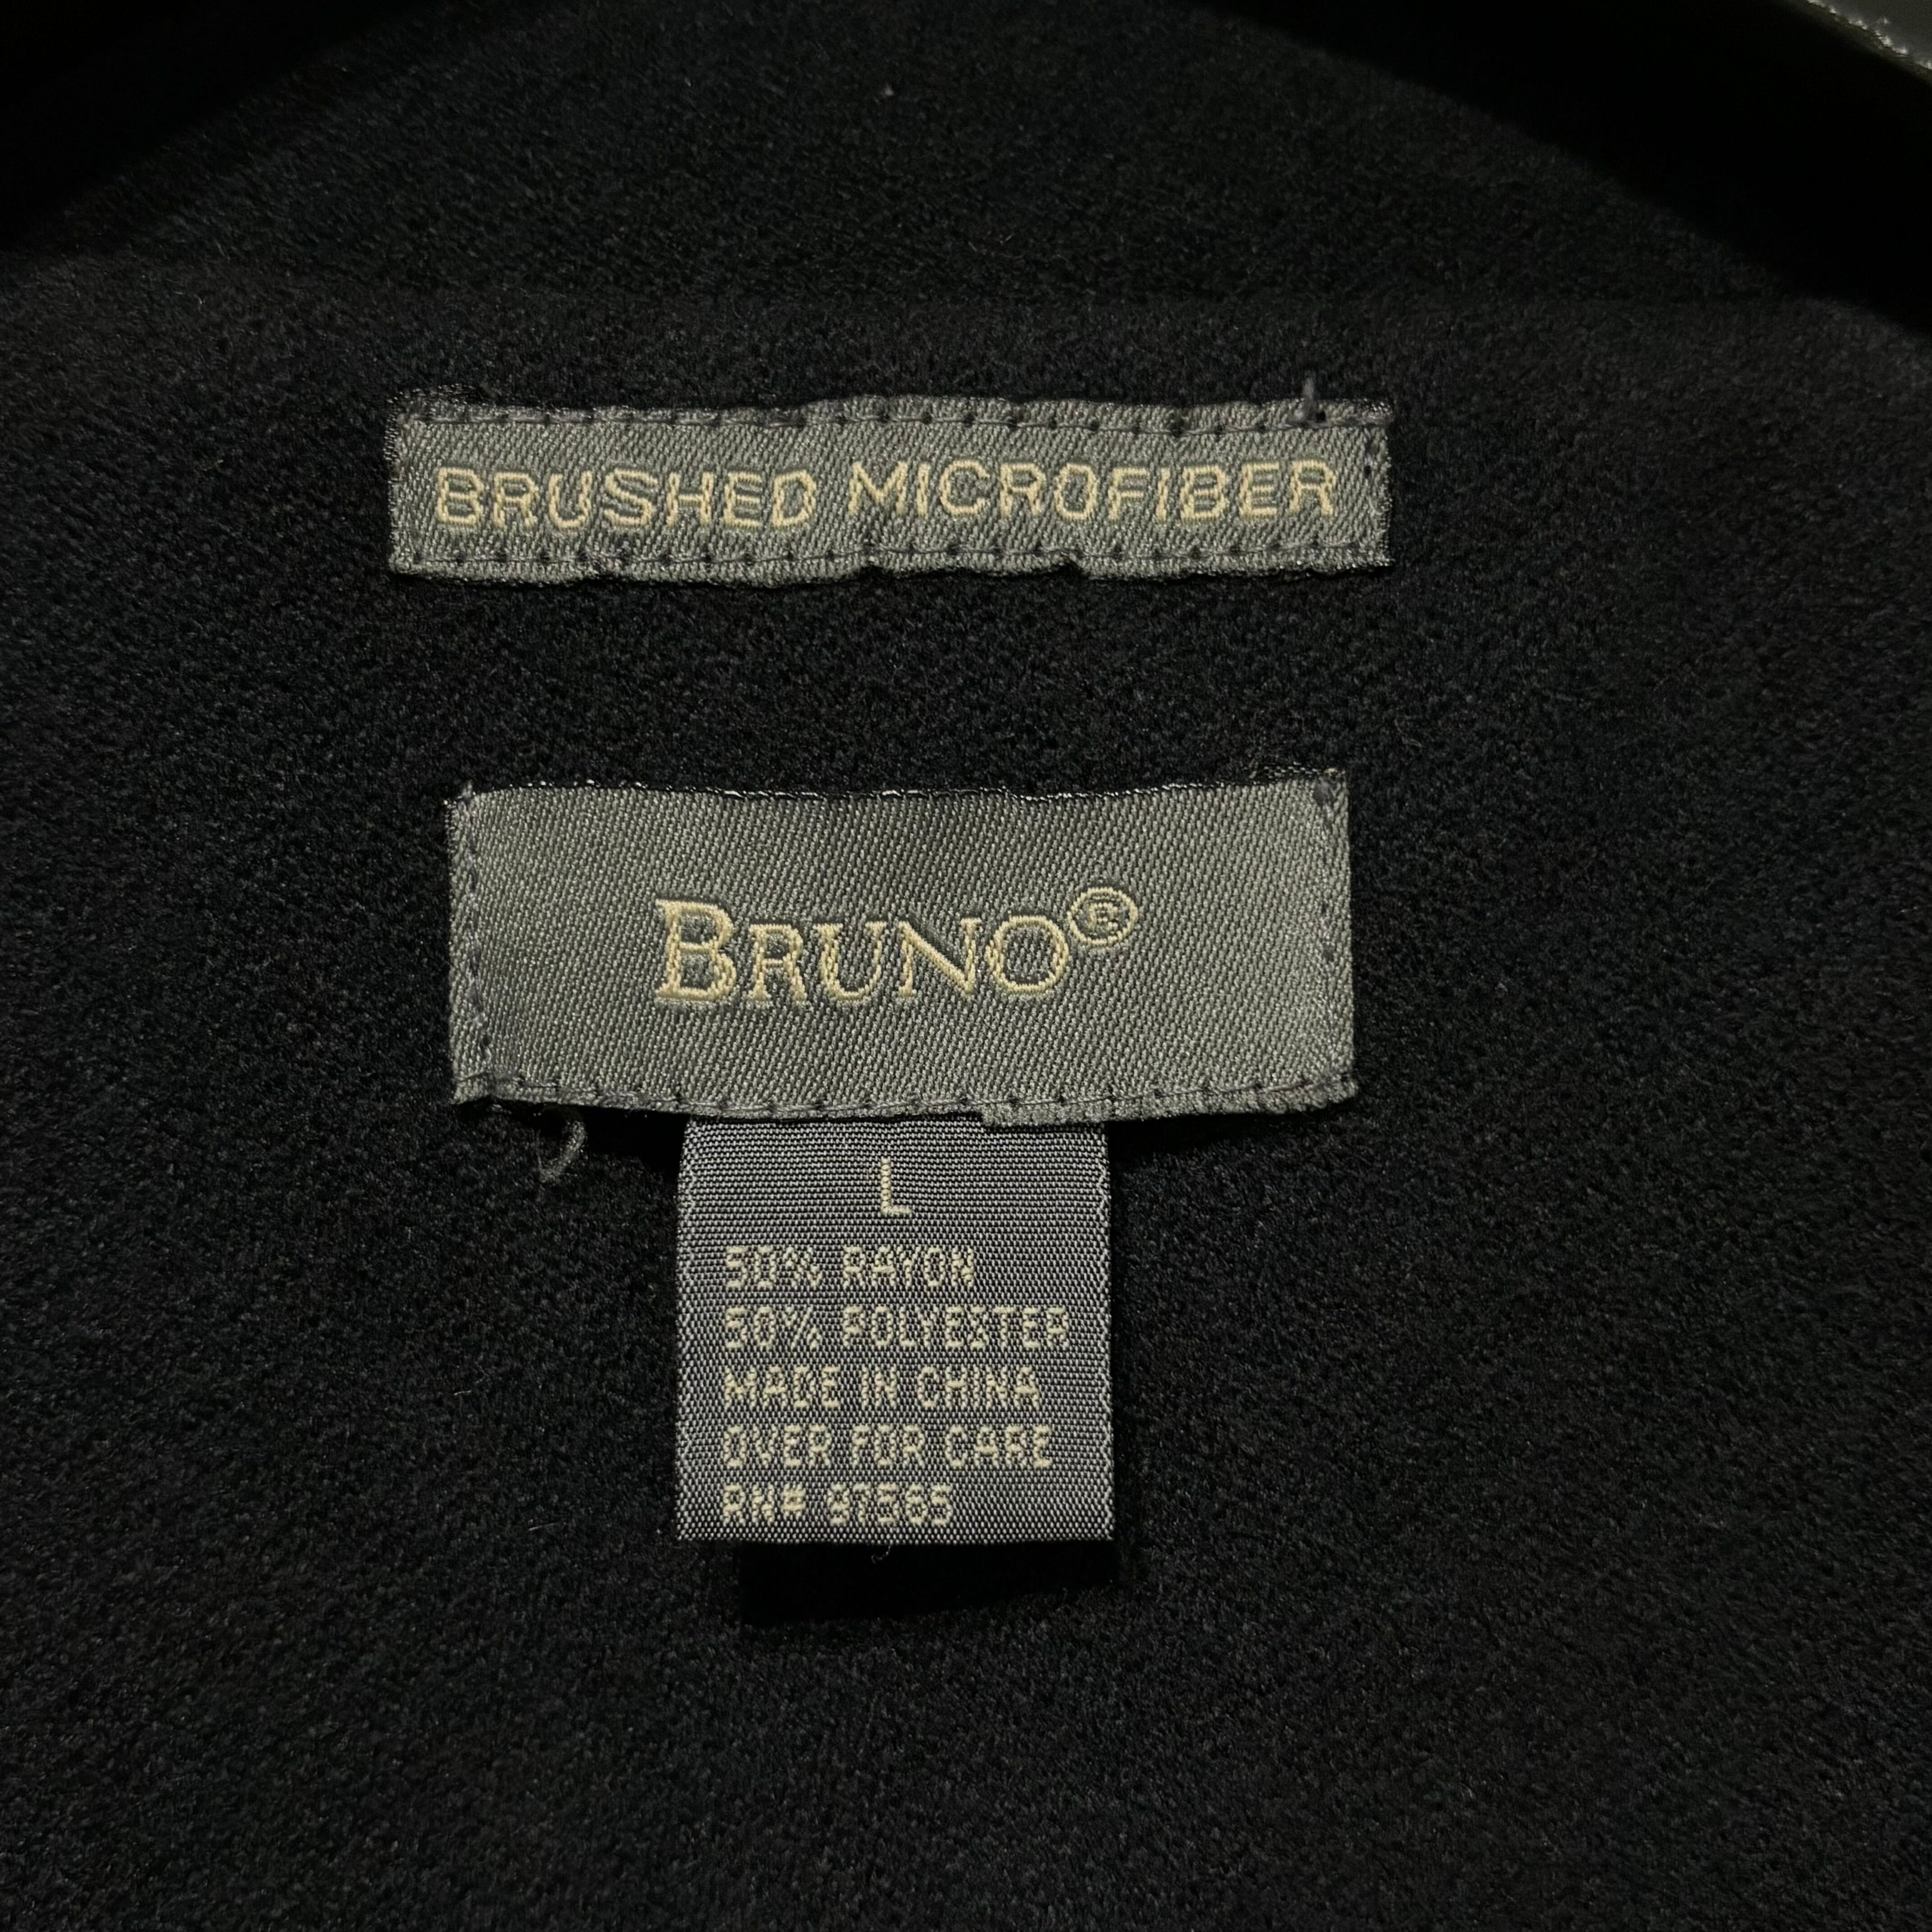 BRUSHED MICROFIBER
BRUNO®
L
50% RAYON
50% POLYESTER
MADE IN CHINA
OVER FOR CARE
RN# 97565